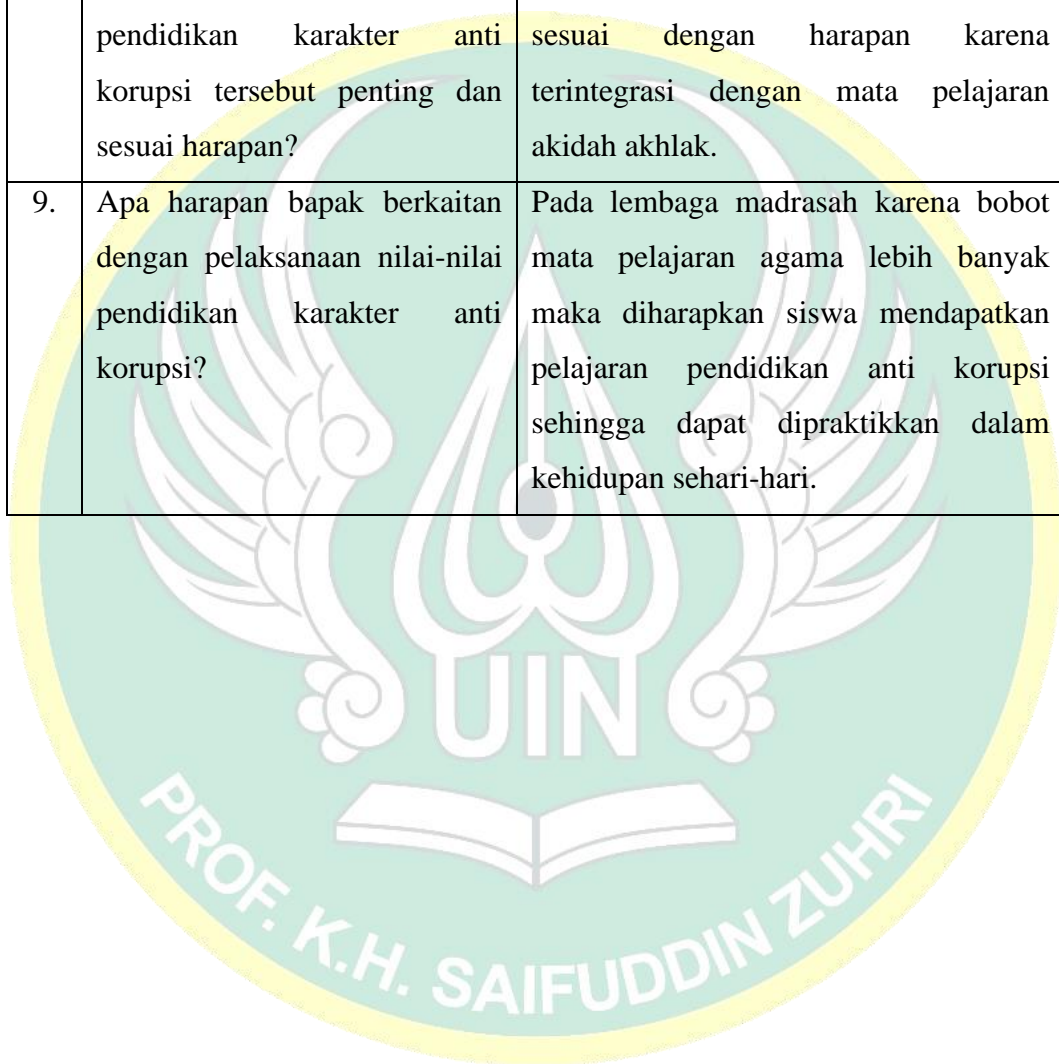 pendidikan karakter anti
korupsi tersebut penting dan
sesuai harapan?
sesuai dengan harapan karena
terintegrasi dengan mata pelajaran
akidah akhlak.
9.
Apa harapan bapak berkaitan
dengan pelaksanaan nilai-nilai
pendidikan karakter anti
korupsi?
Pada lembaga madrasah karena bobot
mata pelajaran agama lebih banyak
maka diharapkan siswa mendapatkan
pelajaran pendidikan anti korupsi
sehingga dapat dipraktikkan dalam
kehidupan sehari-hari.
UIN
PROF. K.H. SAIFUDDIN ZUHRI